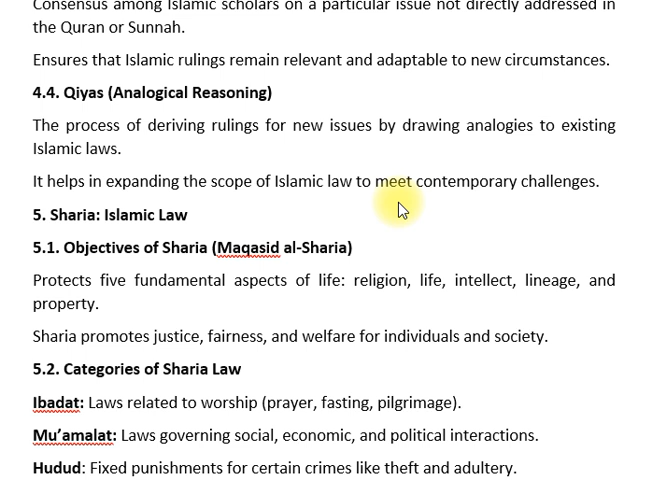 Consensus among Islamic scholars on a particular issue not directly addressed in
the Quran or Sunnah.
Ensures that Islamic rulings remain relevant and adaptable to new circumstances.
4.4. Qiyas (Analogical Reasoning)
The process of deriving rulings for new issues by drawing analogies to existing
Islamic laws.
It helps in expanding the scope of Islamic law to meet contemporary challenges.
5. Sharia: Islamic Law
5.1. Objectives of Sharia (Maqasid al-Sharia)
Protects five fundamental aspects of life: religion, life, intellect, lineage, and
property.
Sharia promotes justice, fairness, and welfare for individuals and society.
5.2. Categories of Sharia Law
Ibadat: Laws related to worship (prayer, fasting, pilgrimage).
Mu’amalat: Laws governing social, economic, and political interactions.
Hudud: Fixed punishments for certain crimes like theft and adultery.